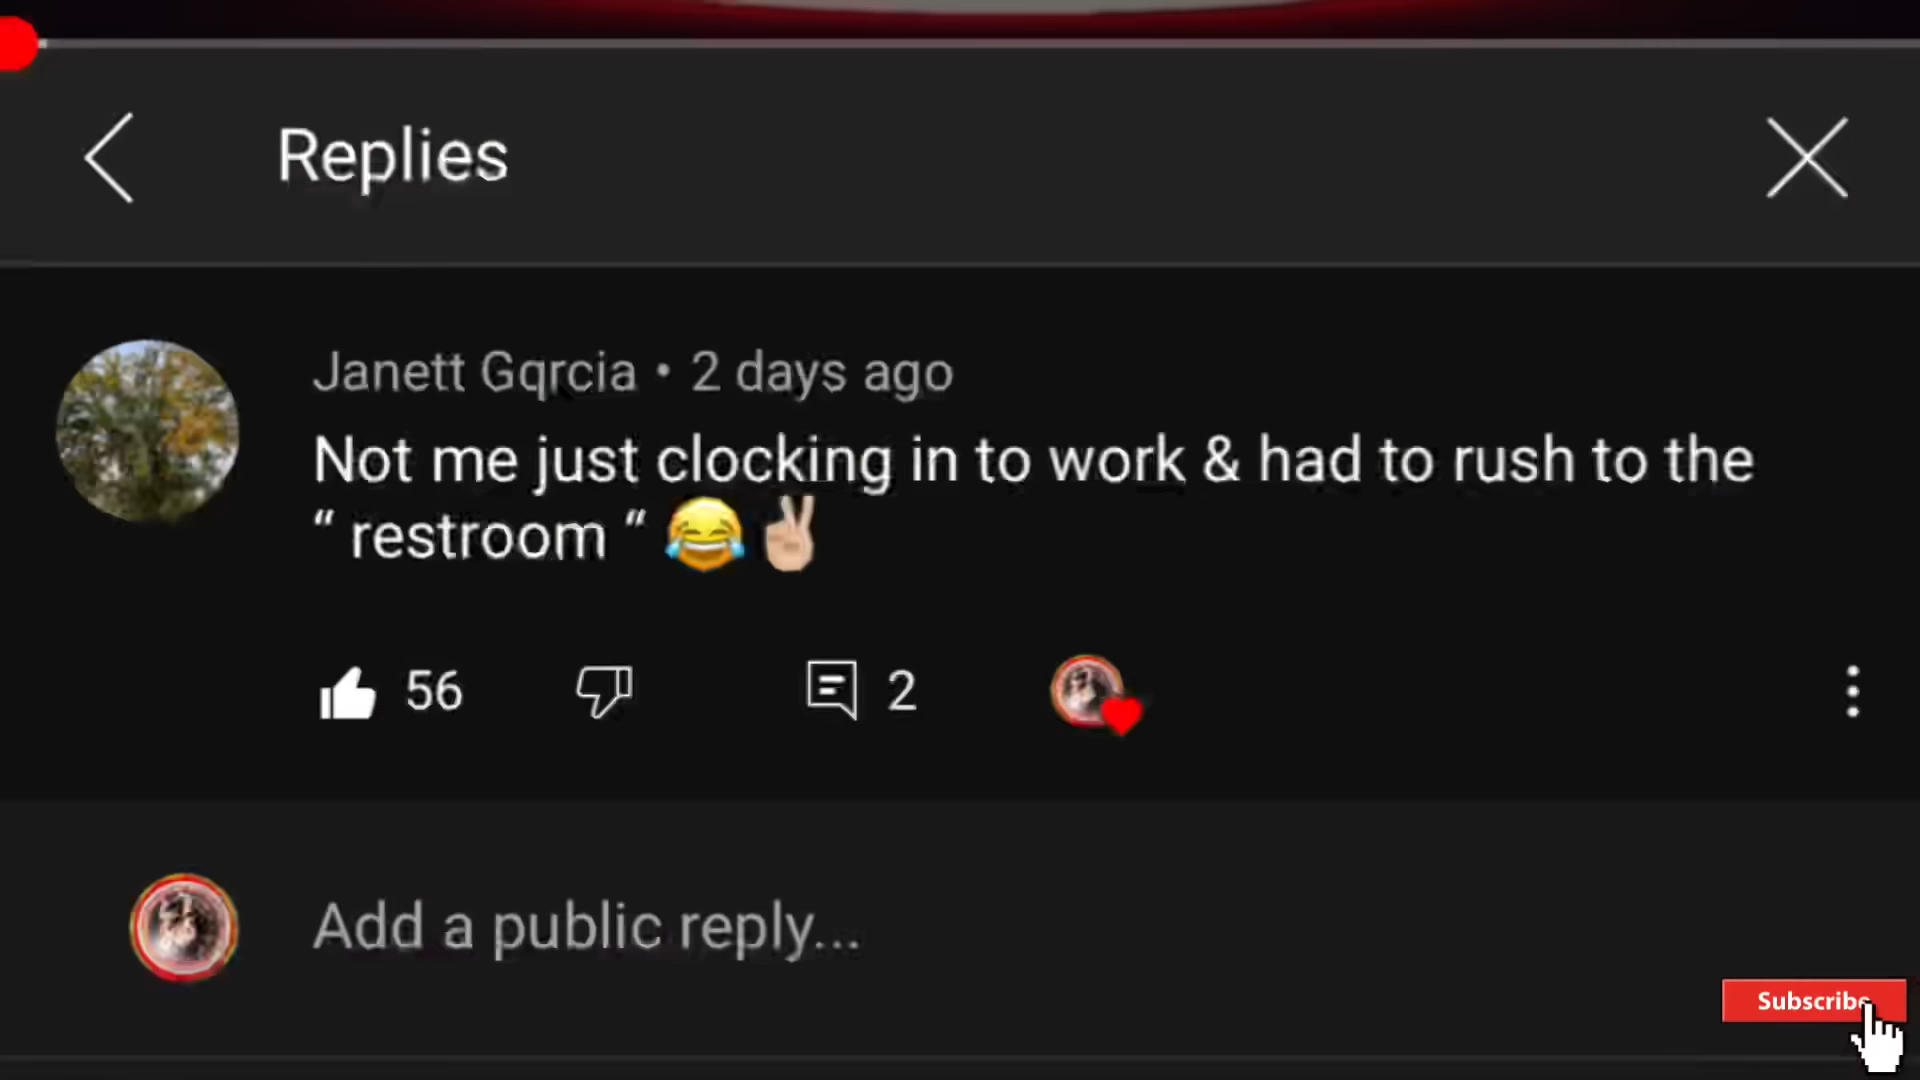 Replies
Janett Gqrcia • 2 days ago
Not me just clocking in to work & had to rush to the
“ restroom “ 😂✌🏼
56
2
Add a public reply...
Subscribe